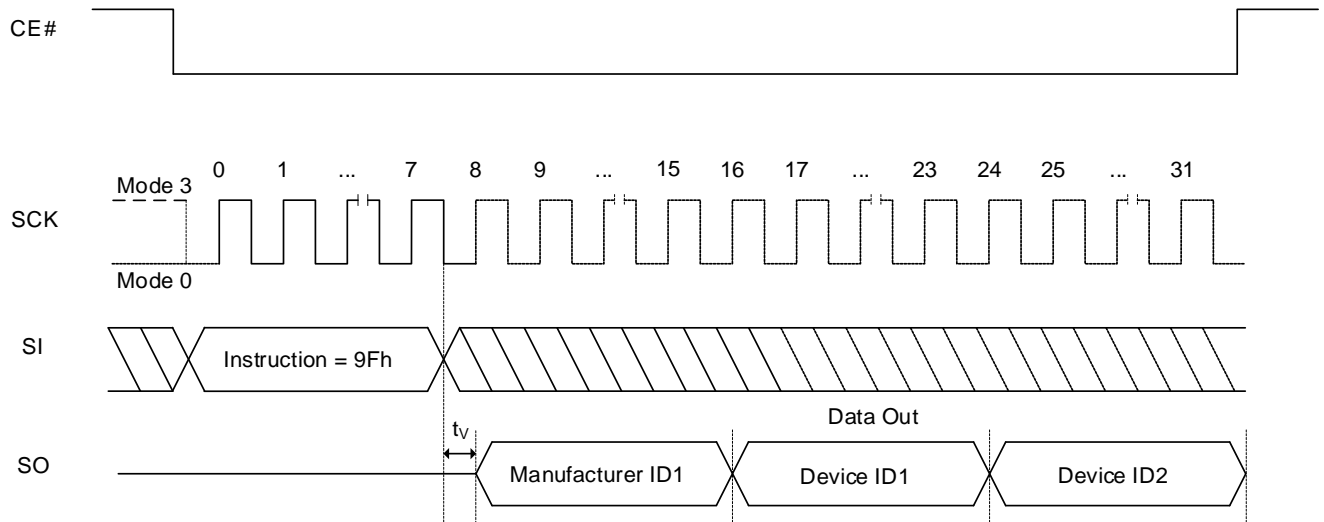 CE#
0 1 ... 7 8 9 ... 15 16 17 ... 23 24 25 ... 31
Mode 3
SCK
Mode 0
SI
Instruction = 9Fh
Data Out
tV
SO
Manufacturer ID1
Device ID1
Device ID2